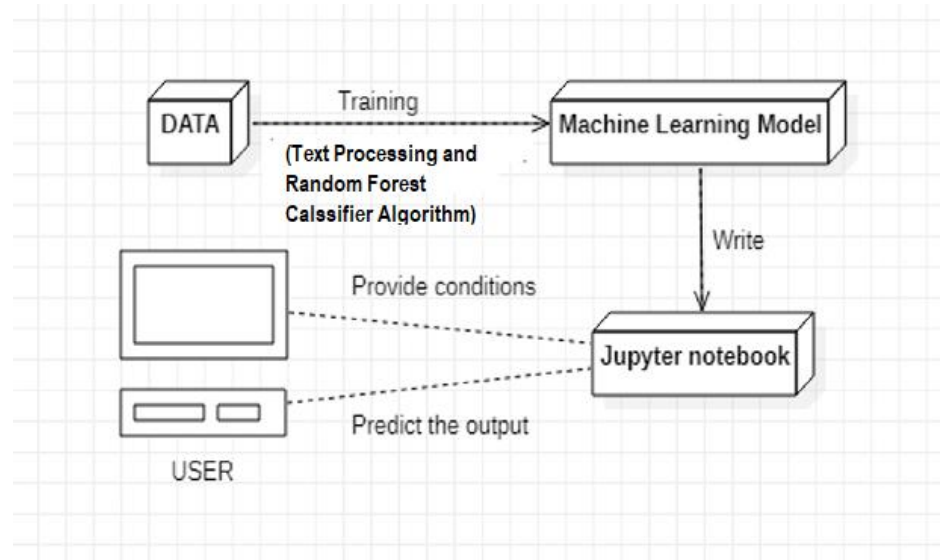 Training
DATA
Machine Learning Model
(Text Processing and
Random Forest
Calssifier Algorithm)
Write
Provide conditions
Jupyter notebook
Predict the output
USER